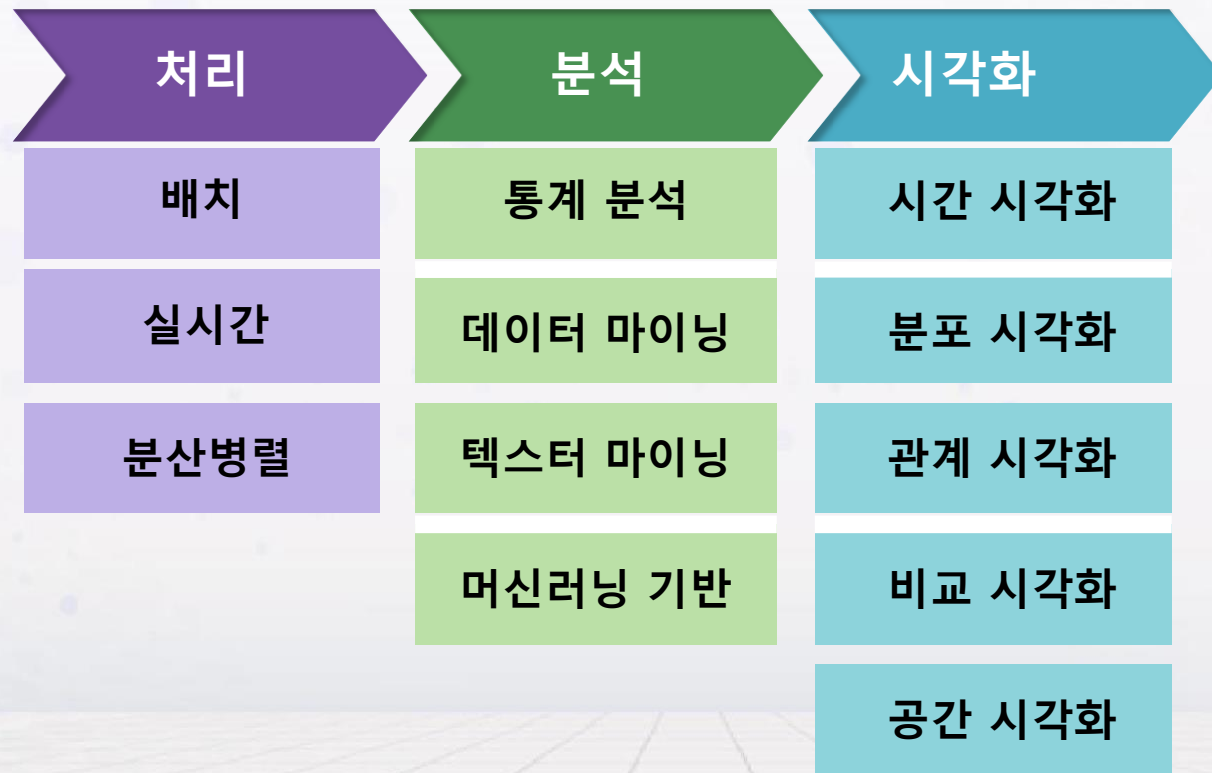 처리
배치
실시간
분산병렬
분석
통계 분석
데이터 마이닝
텍스터 마이닝
머신러닝 기반
시각화
시간 시각화
분포 시각화
관계 시각화
비교 시각화
공간 시각화